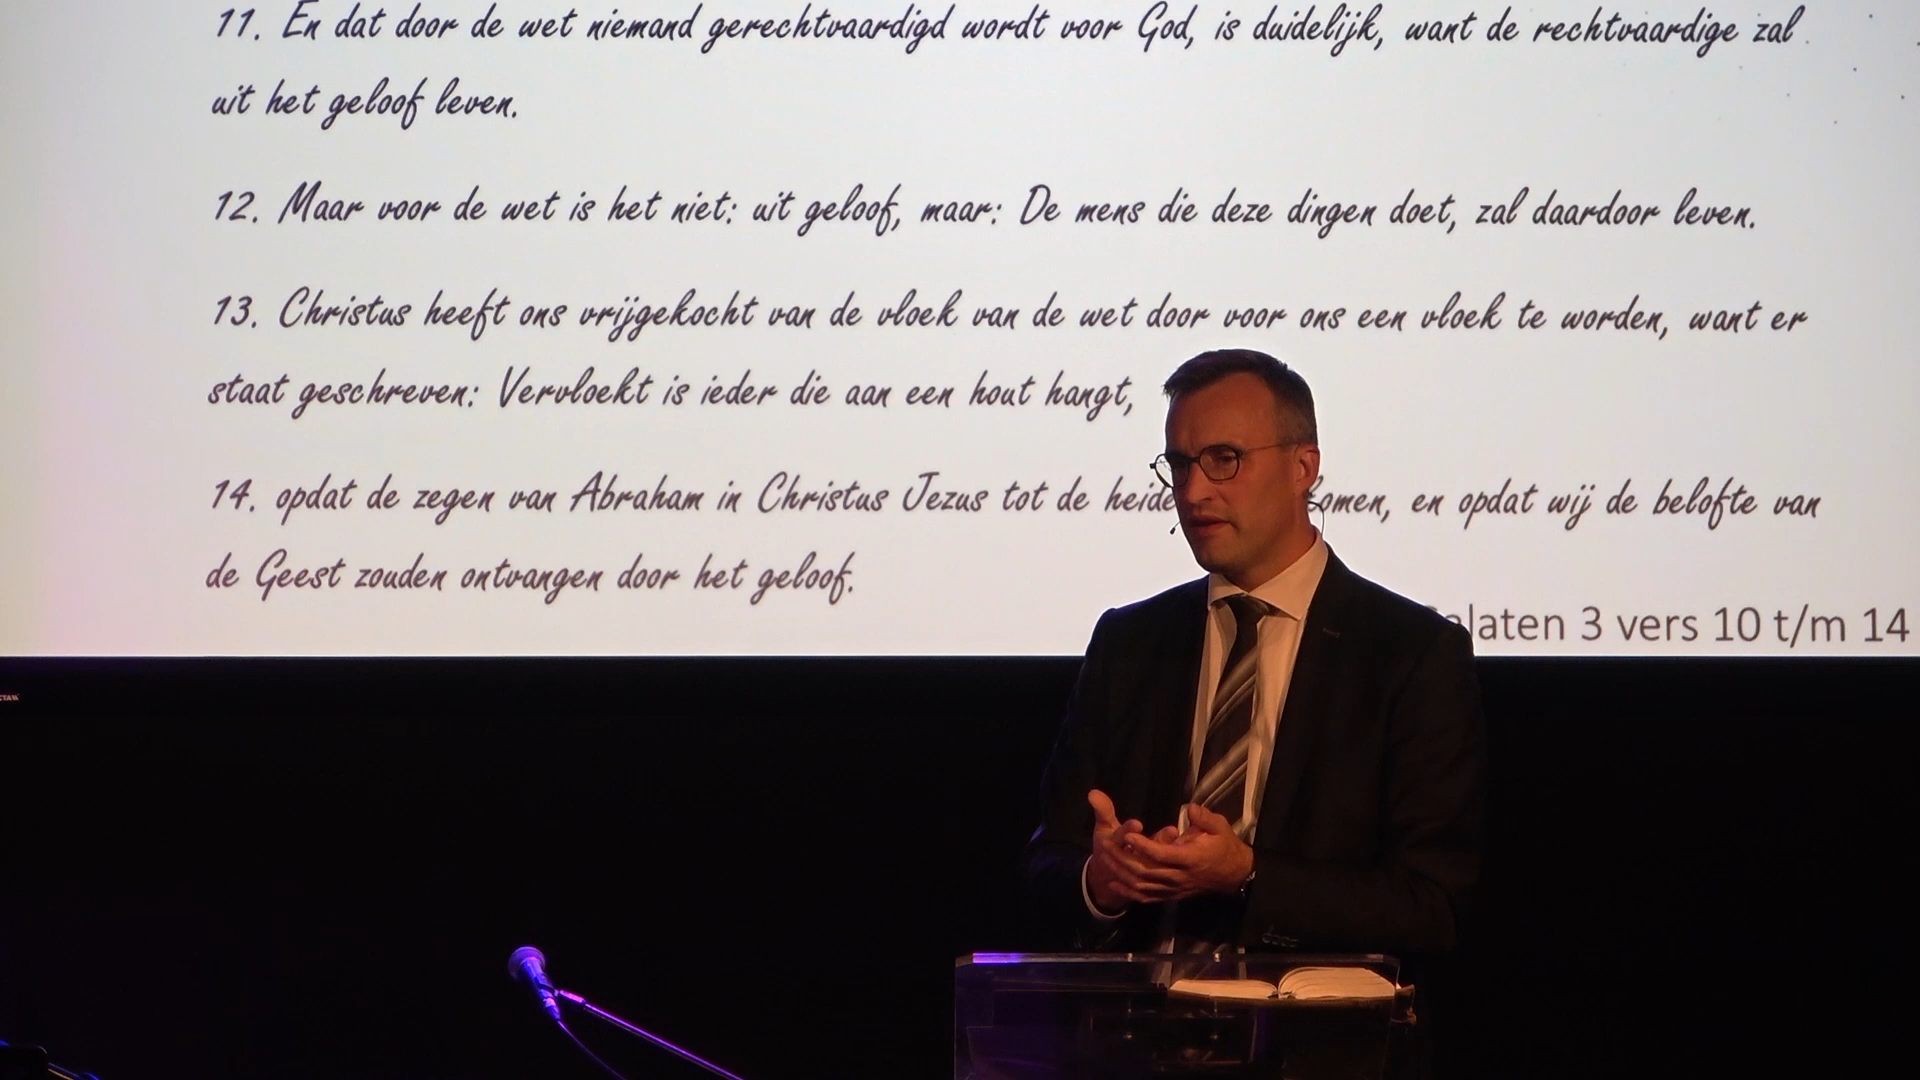 11. En dat door de wet niemand gerechtvaardigd wordt voor God, is duidelijk, want de rechtvaardige zal
uit het geloof leven.
12. Maar voor de wet is het niet: uit geloof, maar: De mens die deze dingen doet, zal daardoor leven.
13. Christus heeft ons vrijgekocht van de vloek van de wet door voor ons een vloek te worden, want er
staat geschreven: Vervloekt is ieder die aan een hout hangt,
14. opdat de zegen van Abraham in Christus Jezus tot de heide omen, en opdat wij de belofte van
de Geest zouden ontvangen door het geloof.
laten 3 vers 10 t/m 14